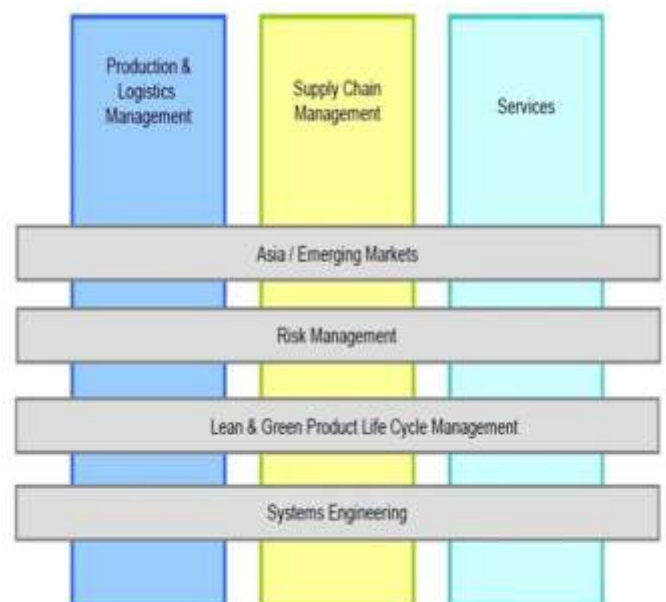 Production &
Logistics
Management
Supply Chain
Management
Services
Asia / Emerging Markets
Risk Management
Lean & Green Product Life Cycle Management
Systems Engineering